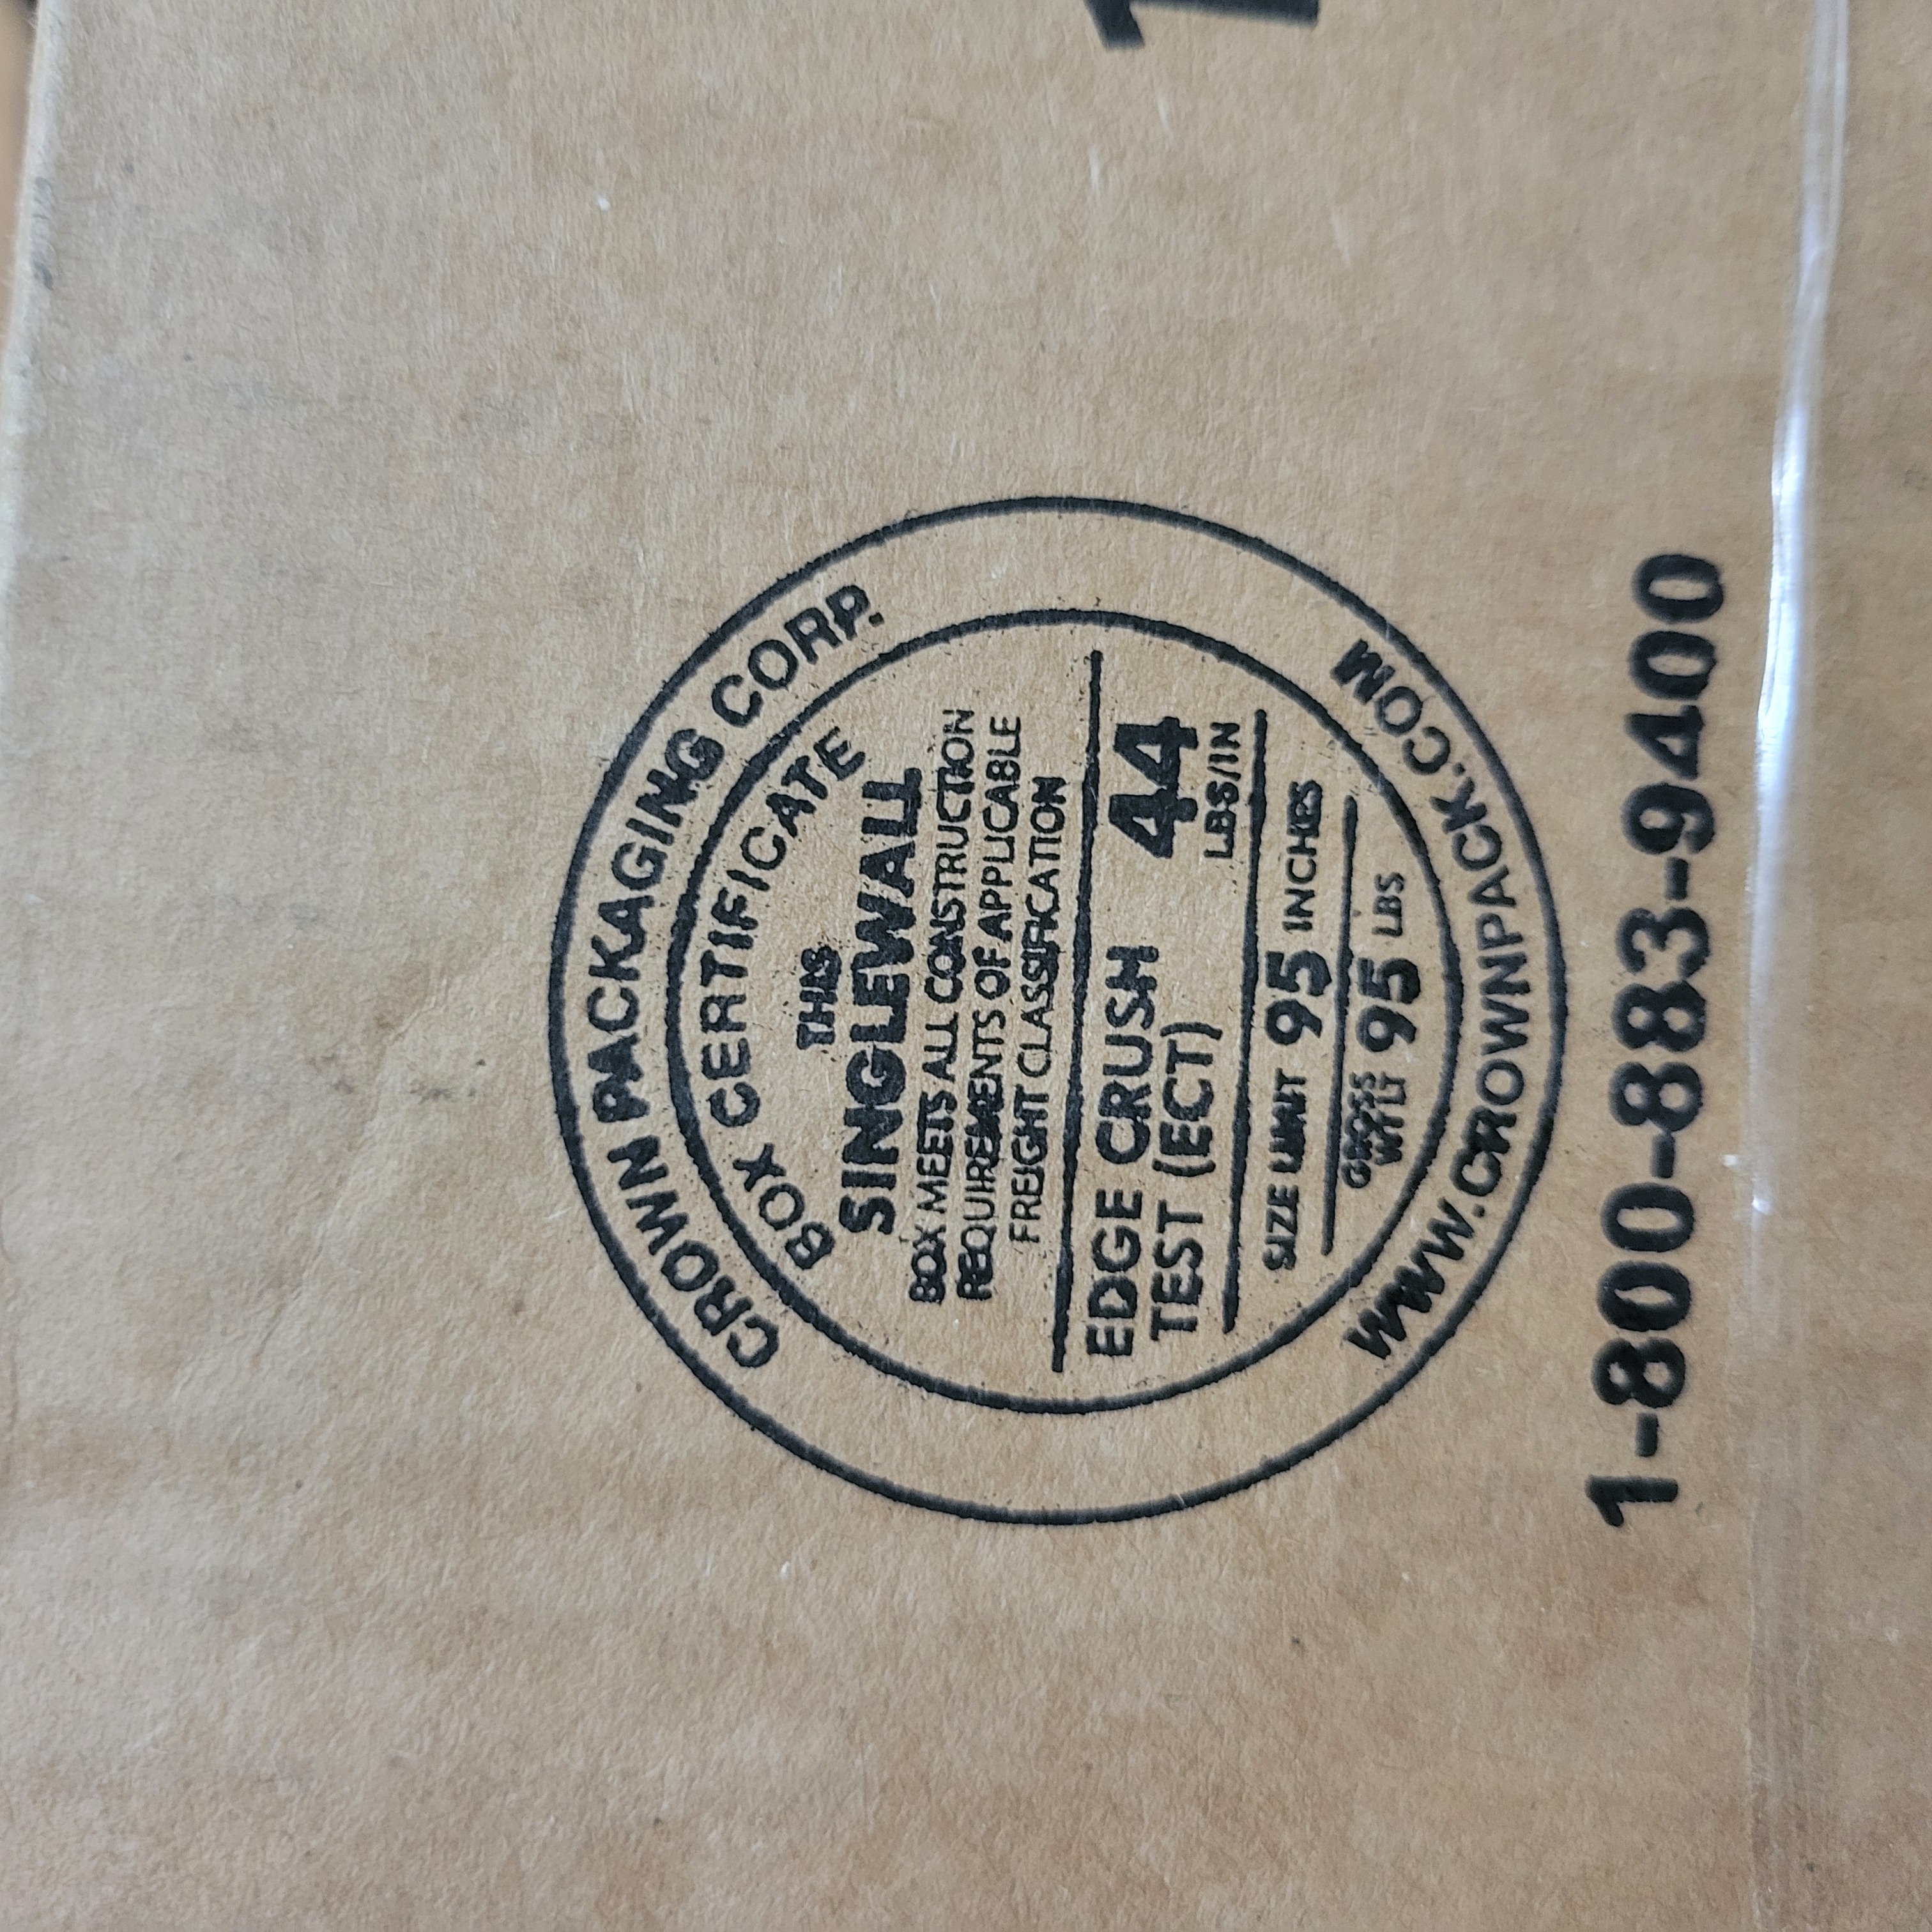 CROWN PACKAGING CORP.
BOX CERTIFICATE
THIS
SINGLEWALL
BOX MEETS ALL CONSTRUCTION
REQUIREMENTS OF APPLICABLE
FREIGHT CLASSIFICATION
EDGE CRUSH 44
TEST (ECT) LBS/IN
SIZE LIMIT 95 INCHES
GROSS
WT LT 95 LBS
WWW.CROWNPACK.COM
1-800-883-9400